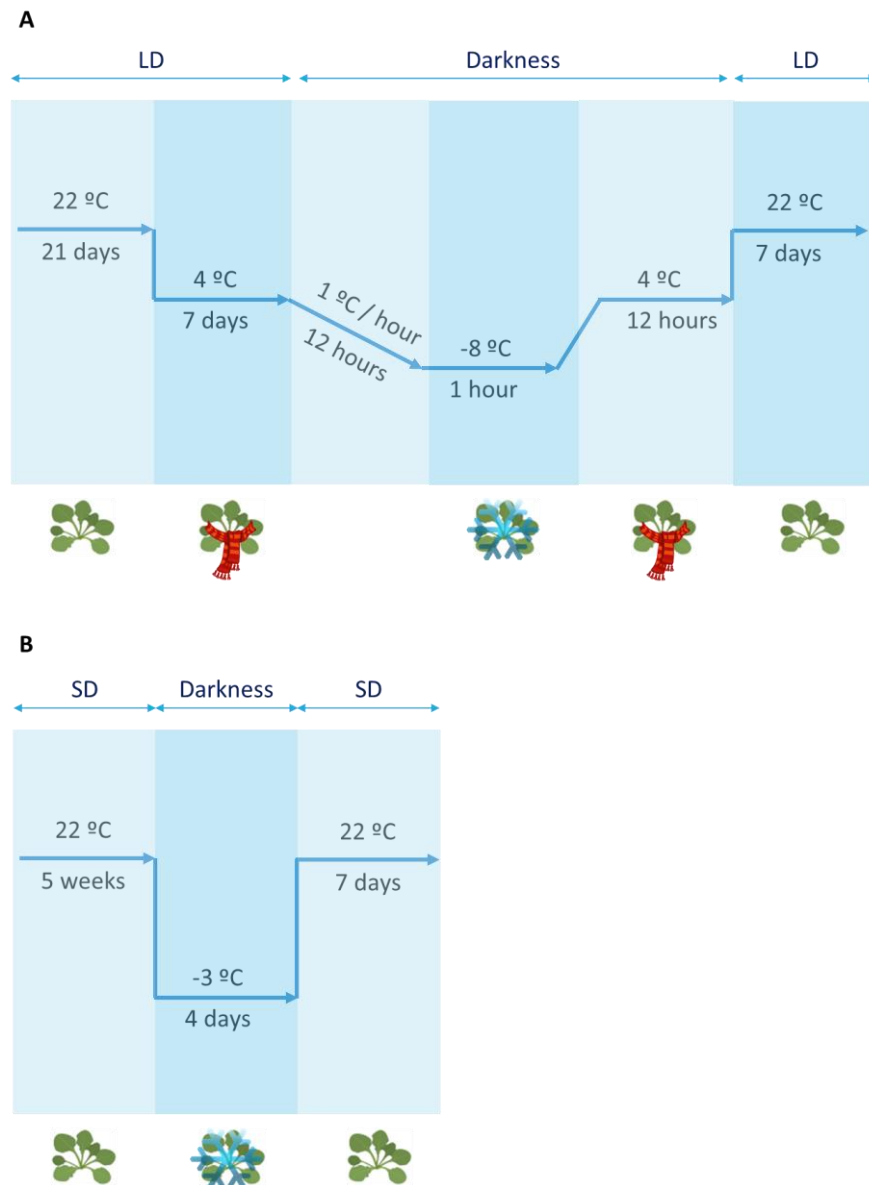 A
LD Darkness LD
22 ºC
21 days
4 ºC
7 days
1 ºC / hour
12 hours
-8 ºC
1 hour
4 ºC
12 hours
22 ºC
7 days
B
SD Darkness SD
22 ºC
5 weeks
-3 ºC
4 days
22 ºC
7 days